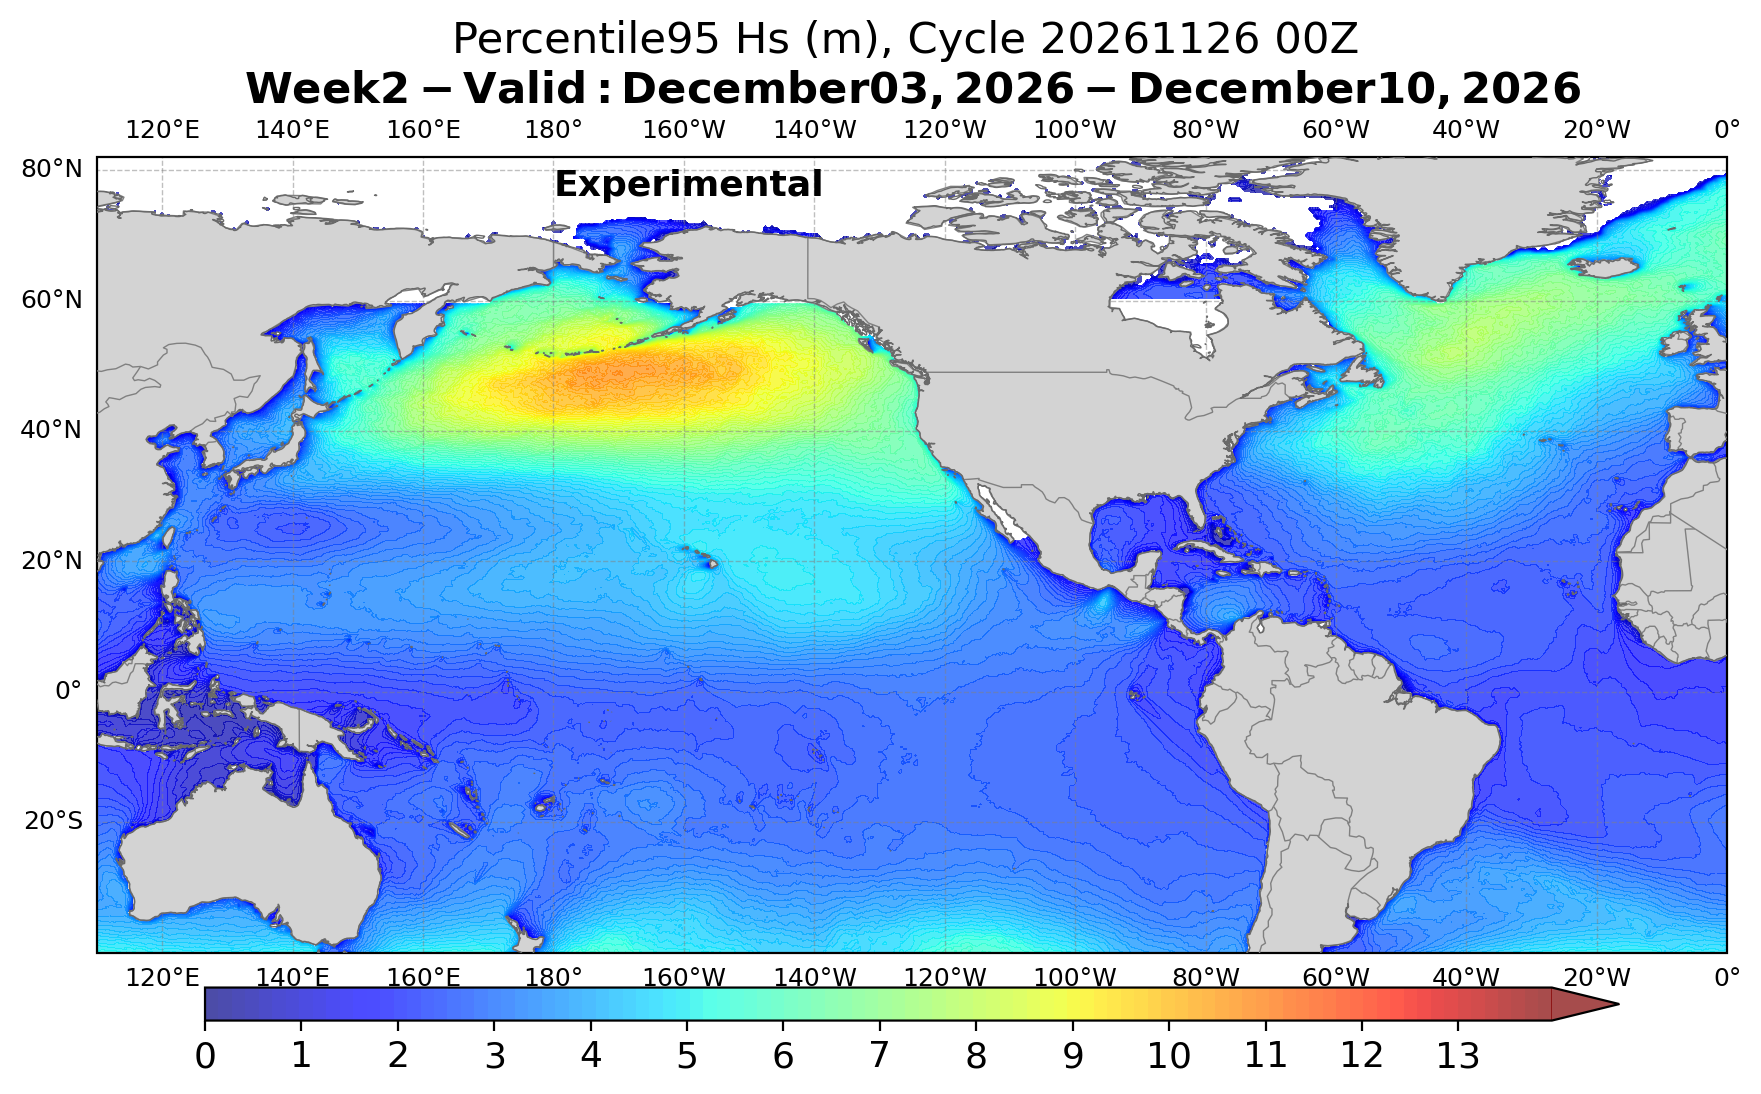 Percentile95 Hs (m), Cycle 20261126 00Z
Week2 − Valid : December03, 2026 − December10, 2026
120°E 140°E 160°E 180° 160°W 140°W 120°W 100°W 80°W 60°W 40°W 20°W 0°
80°N
Experimental
60°N
40°N
20°N
0°
20°S
120°E 140°E 160°E 180° 160°W 140°W 120°W 100°W 80°W 60°W 40°W 20°W 0°
0 1 2 3 4 5 6 7 8 9 10 11 12 13